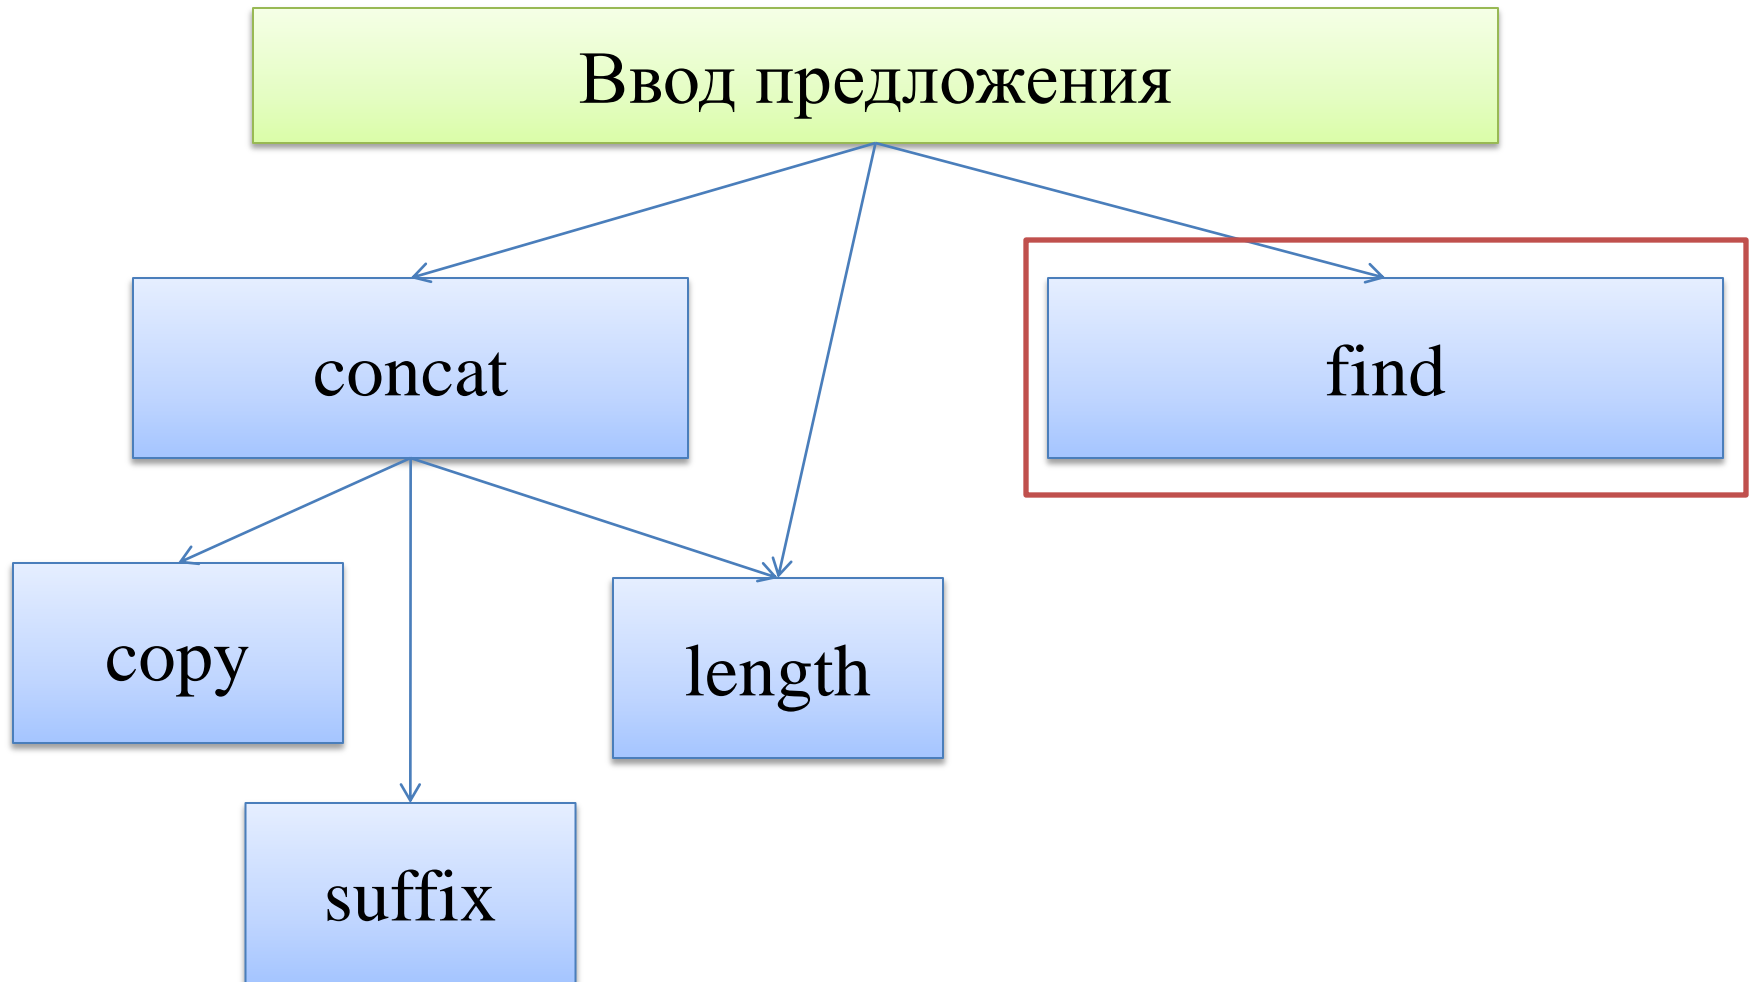 Ввод предложения
concat
find
copy
length
suffix